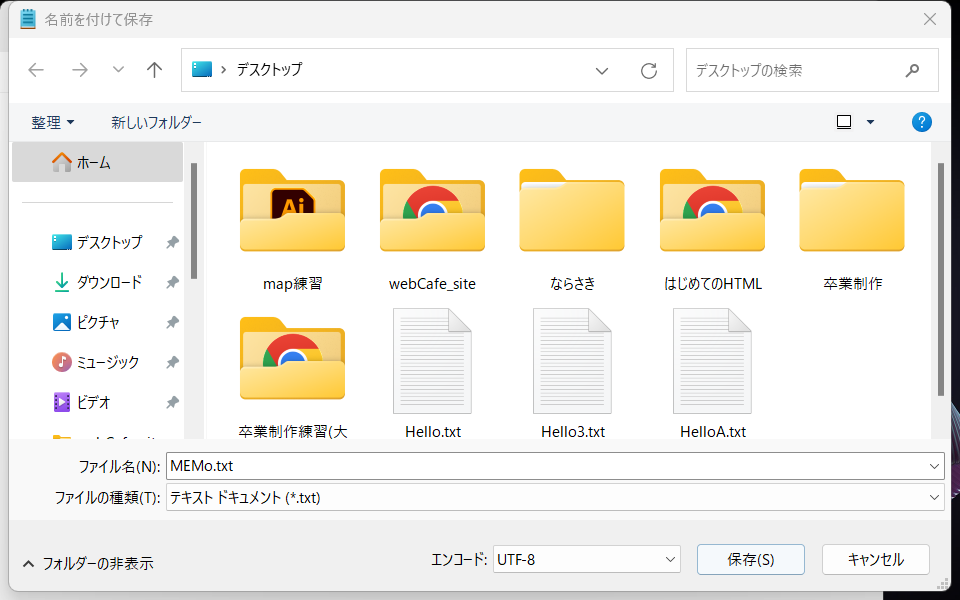 名前を付けて保存
デスクトップ
デスクトップの検索
整理
新しいフォルダー
?
ホーム
デスクトップ
ダウンロード
ピクチャ
ミュージック
ビデオ
Ai
map練習
webCafe_site
ならさき
はじめてのHTML
卒業制作
卒業制作練習(大
Hello.txt
Hello3.txt
HelloA.txt
ファイル名(N): MEMo.txt
ファイルの種類(T): テキスト ドキュメント (*.txt)
フォルダーの非表示
エンコード: UTF-8
保存(S)
キャンセル